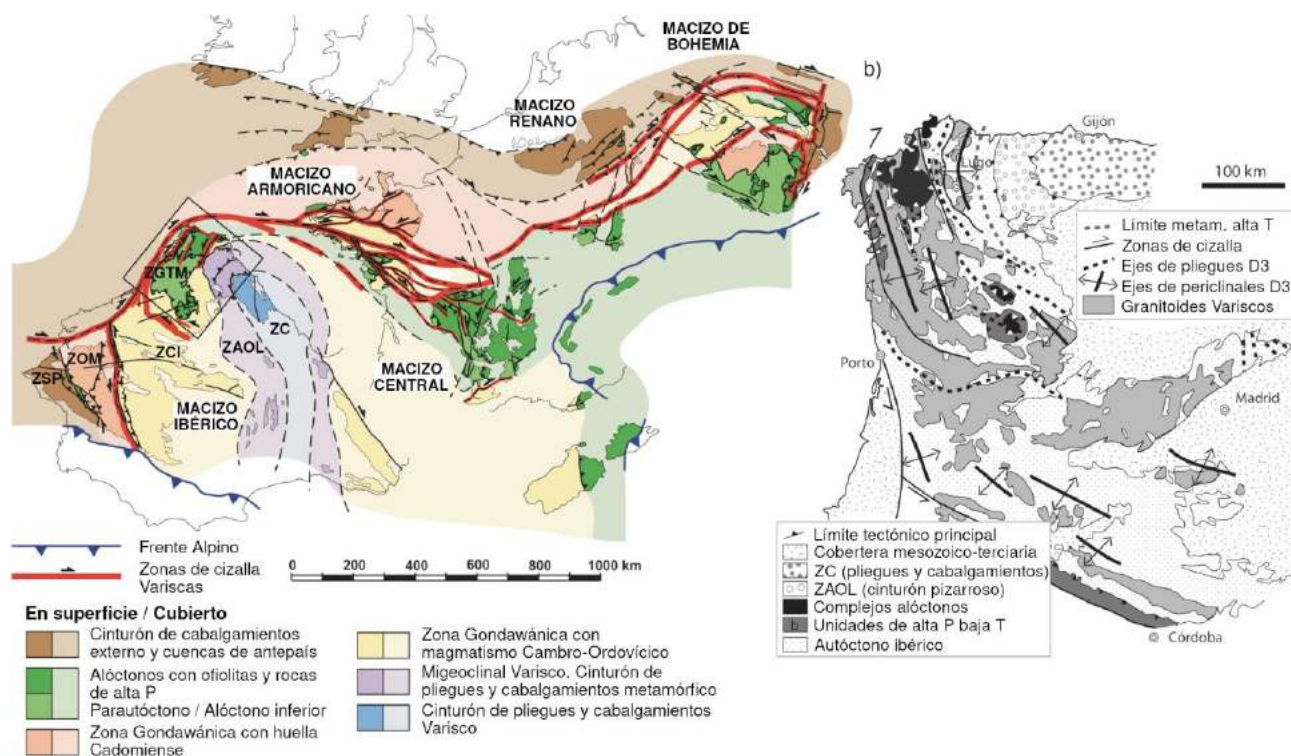 MACIZO DE
BOHEMIA
MACIZO
RENANO
MACIZO
ARMORICANO
ZGTM
ZC
ZOM
ZCI
ZAOL
ZSP
MACIZO
CENTRAL
MACIZO
IBÉRICO
Frente Alpino
Zonas de cizalla
Variscas
0 200 400 600 800 1000 km
En superficie / Cubierto
Cinturón de cabalgamientos
externo y cuencas de antepaís
Alóctonos con ofiolitas y rocas
de alta P
Parautóctono / Alóctono inferior
Zona Gondawánica con huella
Cadomiense
Zona Gondawánica con
magmatismo Cambro-Ordovícico
Migeoclinal Varisco. Cinturón de
pliegues y cabalgamientos metamórfico
Cinturón de pliegues y cabalgamientos
Varisco
b)
Gijón
Lugo
100 km
Límite metam. alta T
Zonas de cizalla
Ejes de pliegues D3
Ejes de periclinales D3
Granitoides Variscos
Porto
Madrid
Límite tectónico principal
Cobertera mesozoico-terciaria
ZC (pliegues y cabalgamientos)
ZAOL (cinturón pizarroso)
Complejos alóctonos
b Unidades de alta P baja T
Autóctono ibérico
Córdoba